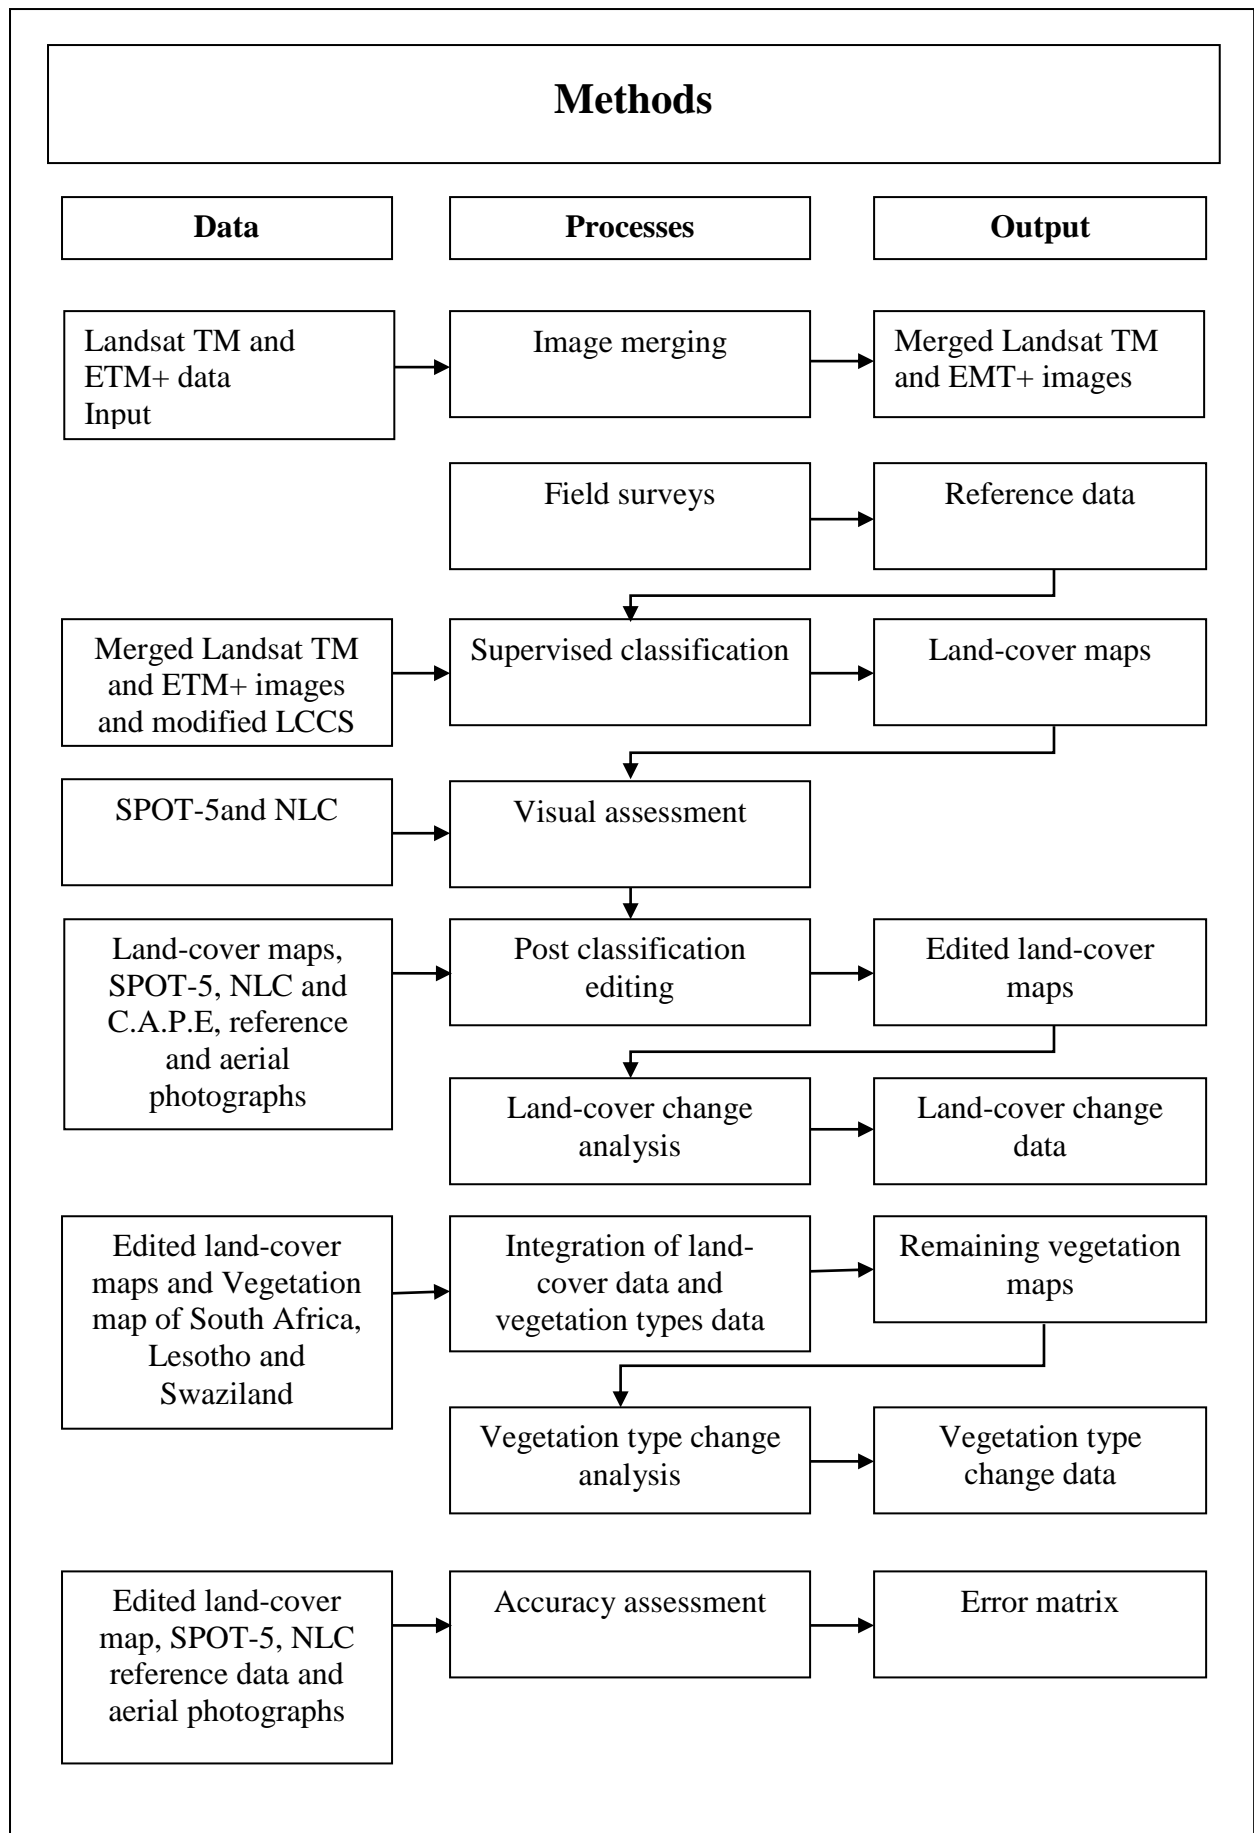 Methods
Data
Processes
Output
Landsat TM and
ETM+ data
Input
Image merging
Merged Landsat TM
and EMT+ images
Field surveys
Reference data
Merged Landsat TM
and ETM+ images
and modified LCCS
Supervised classification
Land-cover maps
SPOT-5and NLC
Visual assessment
Land-cover maps,
SPOT-5, NLC and
C.A.P.E, reference
and aerial
photographs
Post classification
editing
Edited land-cover
maps
Land-cover change
analysis
Land-cover change
data
Edited land-cover
maps and Vegetation
map of South Africa,
Lesotho and
Swaziland
Integration of land-
cover data and
vegetation types data
Remaining vegetation
maps
Vegetation type change
analysis
Vegetation type
change data
Edited land-cover
map, SPOT-5, NLC
reference data and
aerial photographs
Accuracy assessment
Error matrix